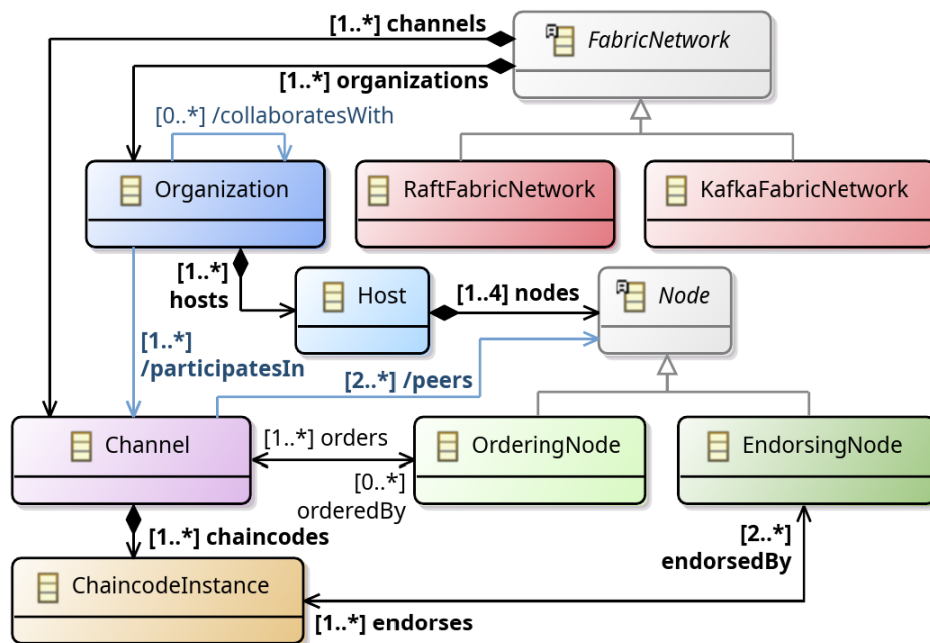 [1..*] channels
FabricNetwork
[1..*] organizations
[0..*] /collaboratesWith
Organization
RaftFabricNetwork
KafkaFabricNetwork
[1..*]
hosts
Host
[1..4] nodes
Node
[1..*]
/participatesIn
[2..*] /peers
Channel
[1..*] orders
OrderingNode
EndorsingNode
[0..*]
orderedBy
[1..*] chaincodes
[2..*]
endorsedBy
ChaincodeInstance
[1..*] endorses